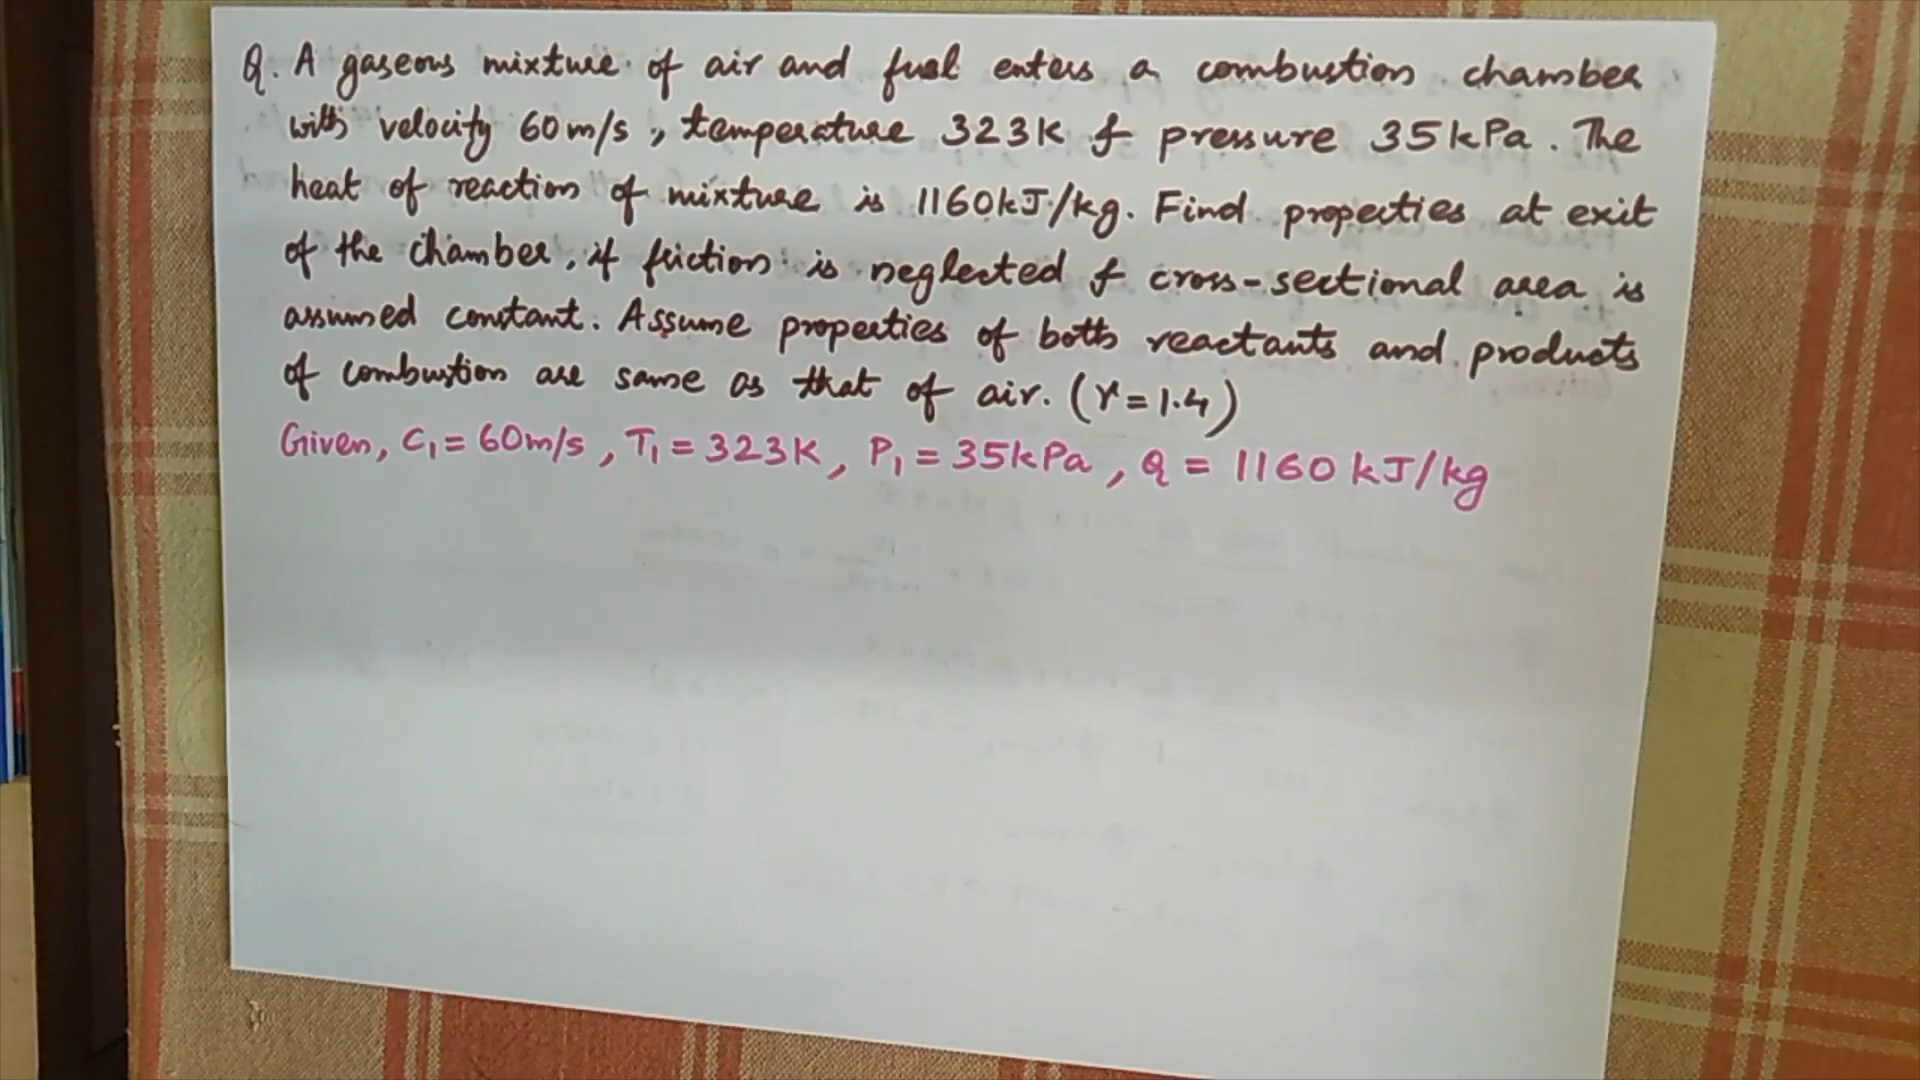 Q. A gaseous mixture of air and fuel enters a combustion chamber
with velocity 60m/s, temperature 323K & pressure 35kPa. The
heat of reaction of mixture is 1160kJ/kg. Find properties at exit
of the chamber, if friction is neglected & cross-sectional area is
assumed constant. Assume properties of both reactants and products
of combustion are same as that of air. (γ=1.4)
Given, C₁ = 60m/s, T₁ = 323K, P₁ = 35kPa, Q = 1160 kJ/kg